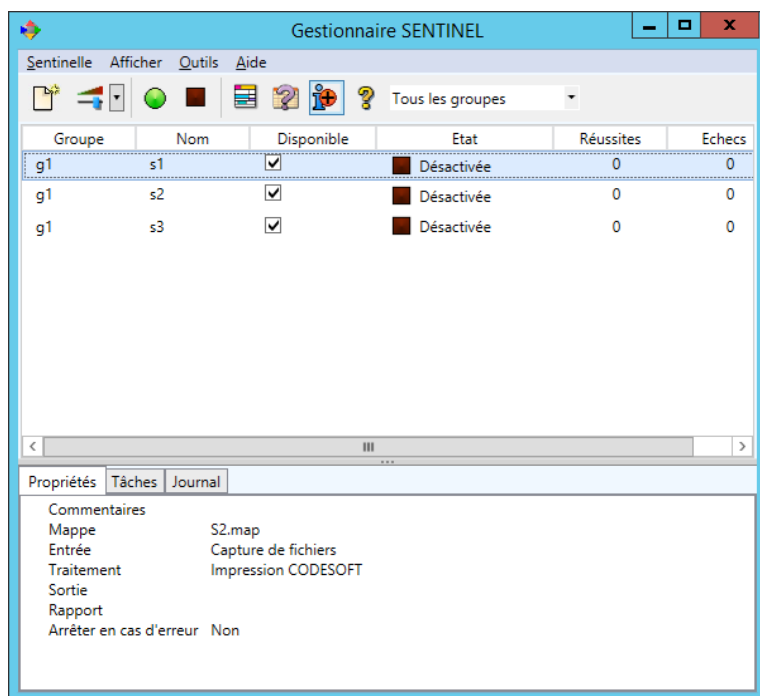 Gestionnaire SENTINEL
Sentinelle Afficher Outils Aide
Tous les groupes
Groupe Nom Disponible Etat Réussites Echecs
g1 s1 Désactivée 0 0
g1 s2 Désactivée 0 0
g1 s3 Désactivée 0 0
Propriétés Tâches Journal
Commentaires
Mappe S2.map
Entrée Capture de fichiers
Traitement Impression CODESOFT
Sortie
Rapport
Arrêter en cas d'erreur Non